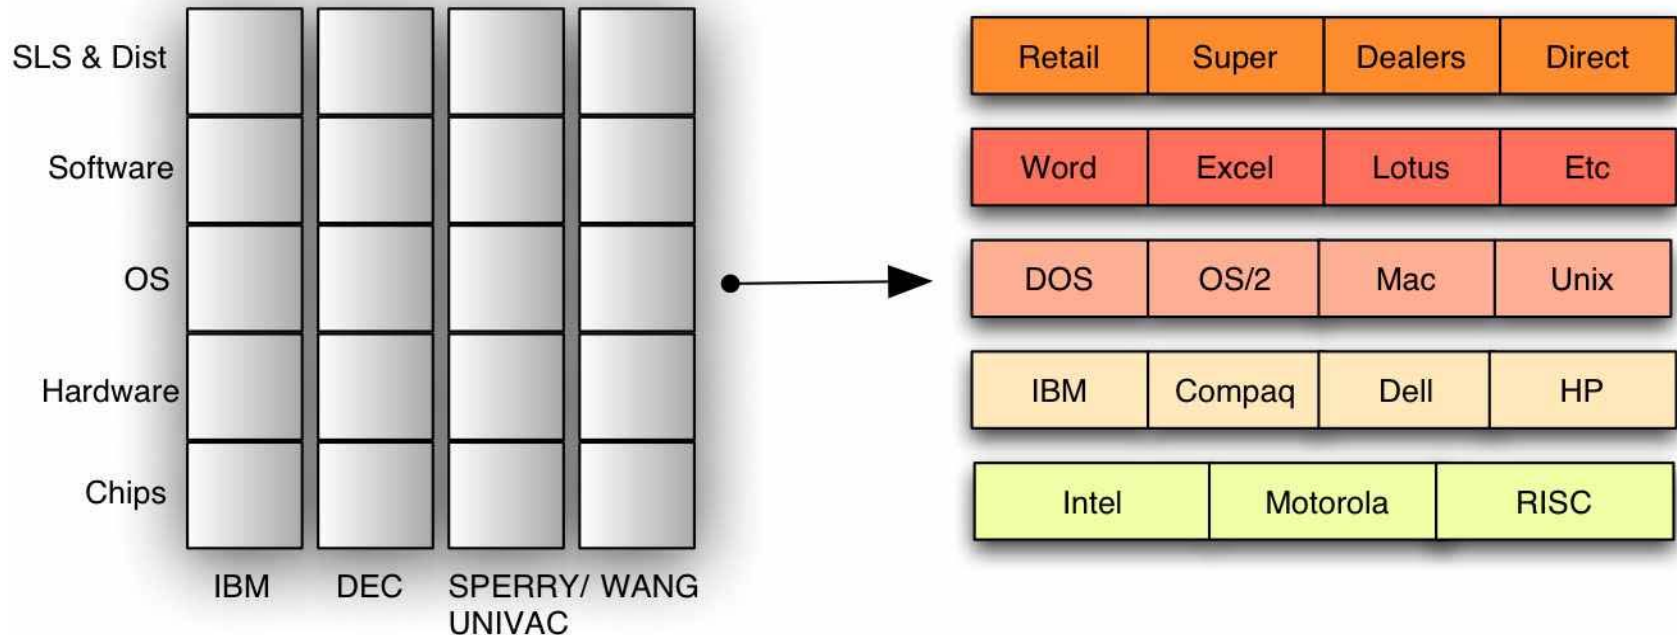 SLS & Dist
Retail Super Dealers Direct
Software
Word Excel Lotus Etc
OS
DOS OS/2 Mac Unix
Hardware
IBM Compaq Dell HP
Chips
Intel Motorola RISC
IBM DEC SPERRY/ WANG
UNIVAC